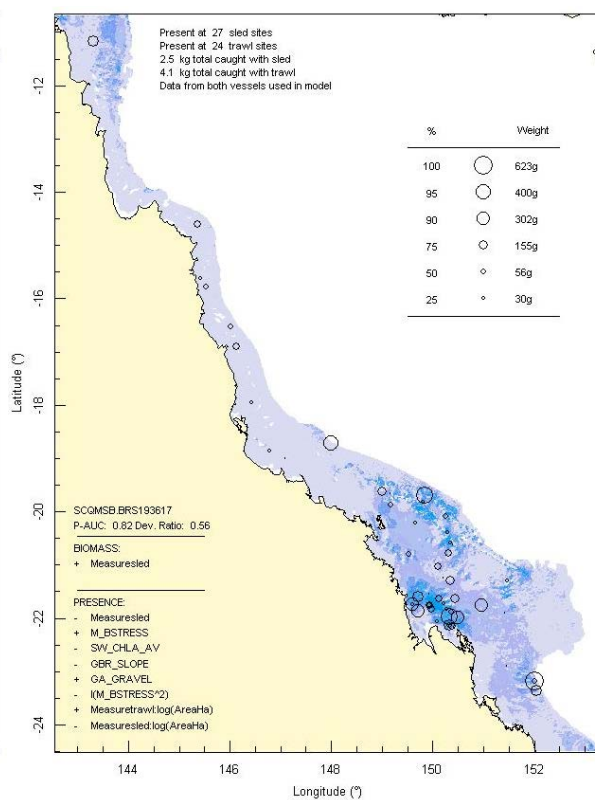 Present at 27 sled sites
Present at 24 trawl sites
2.5 kg total caught with sled
4.1 kg total caught with trawl
Data from both vessels used in model
% Weight
100 623g
95 400g
90 302g
75 155g
50 56g
25 30g
-12
-14
-16
-18
-20
-22
-24
Latitude (°)
SCQMSB.BRS193617
P-AUC: 0.82 Dev. Ratio: 0.56
BIOMASS:
+ Measuresled
PRESENCE:
- Measuresled
+ M_BSTRESS
- SW_CHLA_AV
- GBR_SLOPE
+ GA_GRAVEL
- I(M_BSTRESS^2)
+ Measuretrawl:log(AreaHa)
- Measuresled:log(AreaHa)
144 146 148 150 152
Longitude (°)